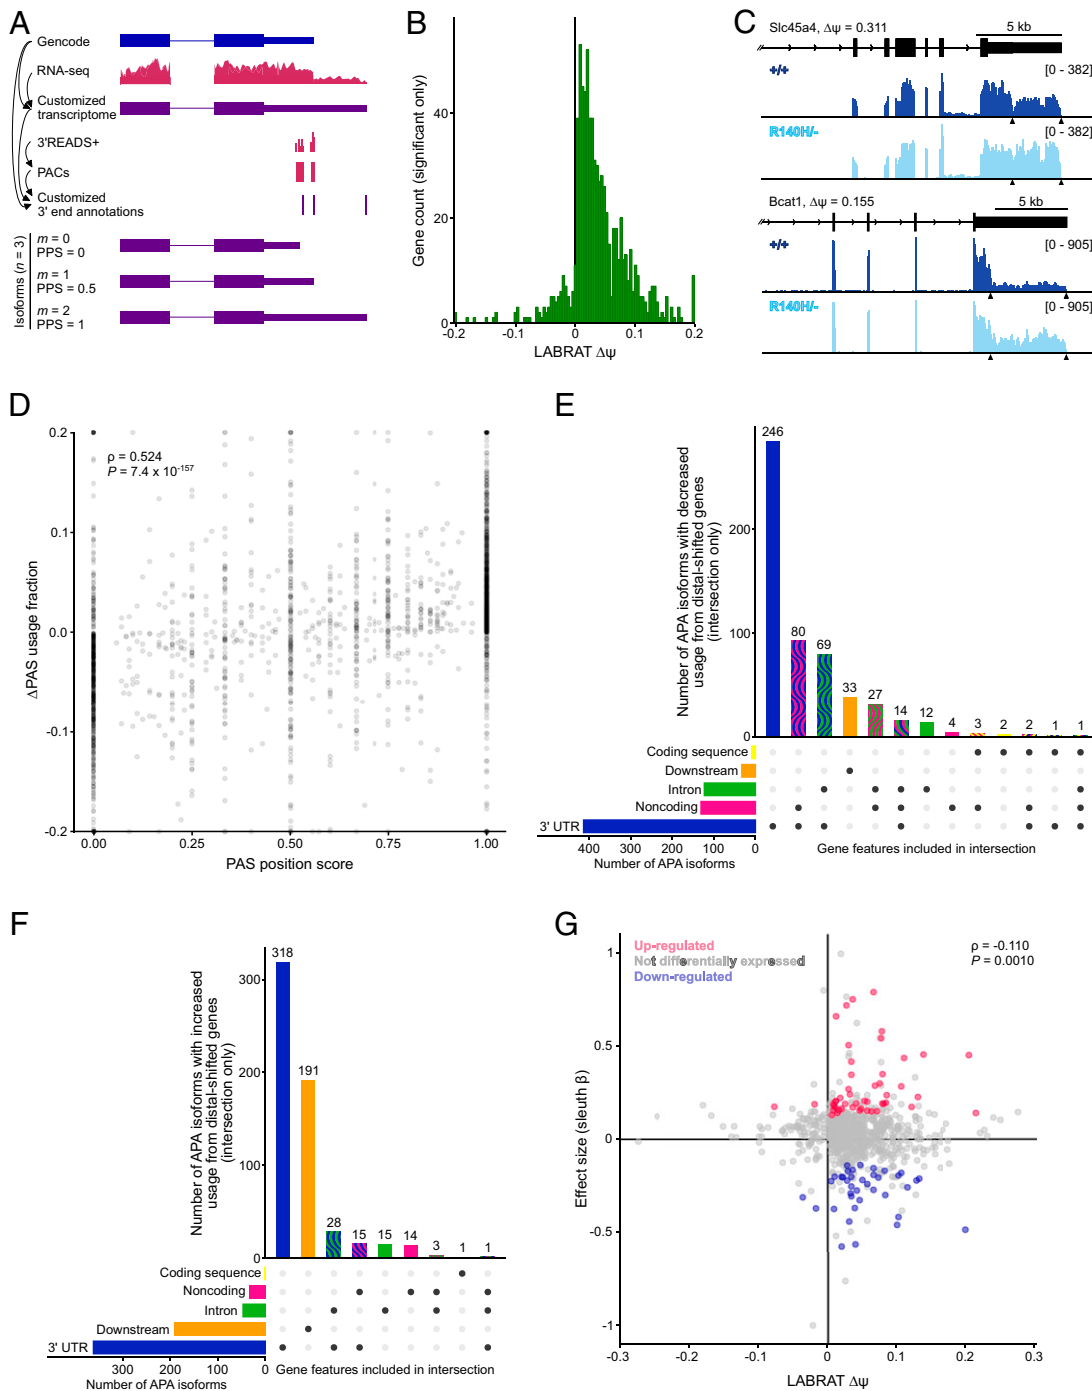 A
Gencode
RNA-seq
Customized
transcriptome
3'READS+
PACs
Customized
3' end annotations
Isoforms (n = 3)
m = 0
PPS = 0
m = 1
PPS = 0.5
m = 2
PPS = 1
B
Gene count (significant only)
40
20
0
-0.2
-0.1
0
0.1
0.2
LABRAT Δψ
C
Slc45a4, Δψ = 0.311
5 kb
+/+
[0 - 382]
R140H/-
[0 - 382]
Bcat1, Δψ = 0.155
5 kb
+/+
[0 - 905]
R140H/-
[0 - 905]
D
ΔPAS usage fraction
0.2
0.1
0.0
-0.1
-0.2
ρ = 0.524
P = 7.4 x 10-157
0.00
0.25
0.50
0.75
1.00
PAS position score
E
Number of APA isoforms with decreased
usage from distal-shifted genes
(intersection only)
200
100
0
246
80
69
33
27
14
12
4
3
2
2
1
1
Coding sequence
Downstream
Intron
Noncoding
3' UTR
400
300
200
100
0
Number of APA isoforms
Gene features included in intersection
F
Number of APA isoforms with increased
usage from distal-shifted genes
(intersection only)
300
200
100
0
318
191
28
15
15
14
3
1
1
Coding sequence
Noncoding
Intron
Downstream
3' UTR
300
200
100
0
Number of APA isoforms
Gene features included in intersection
G
Up-regulated
Not differentially expressed
Down-regulated
ρ = -0.110
P = 0.0010
Effect size (sleuth β)
1
0.5
0
-0.5
-1
-0.3
-0.2
-0.1
0
0.1
0.2
0.3
LABRAT Δψ